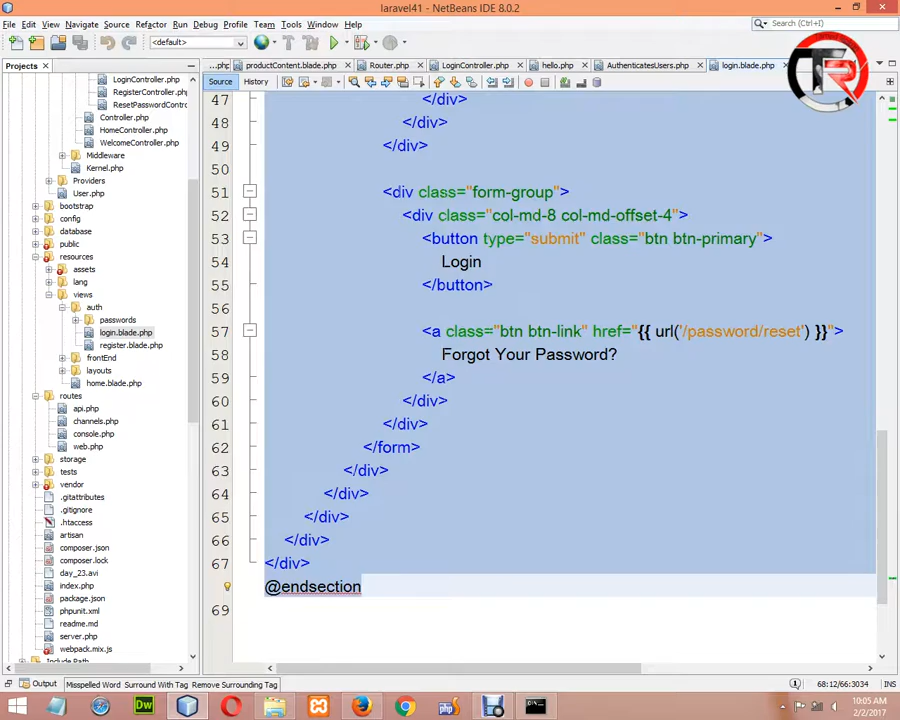 laravel41 - NetBeans IDE 8.0.2
File Edit View Navigate Source Refactor Run Debug Profile Team Tools Window Help
<default>
Search (Ctrl+I)
Projects
...php productContent.php Router.php LoginController.php hello.php AuthenticatesUsers.php login.blade.php
Source History
TR
LoginController.php
RegisterController.php
ResetPasswordContro
Controller.php
HomeController.php
WelcomeController.php
Middleware
Kernel.php
Providers
User.php
bootstrap
config
database
public
resources
assets
lang
views
auth
passwords
login.blade.php
register.blade.php
frontEnd
layouts
home.blade.php
routes
api.php
channels.php
console.php
web.php
storage
tests
vendor
.gitattributes
.gitignore
.htaccess
artisan
composer.json
composer.lock
day_23.avi
index.php
package.json
phpunit.xml
readme.md
server.php
webpack.mix.js
Include Path
47 </div>
48 </div>
49 </div>
50
51 <div class="form-group">
52 <div class="col-md-8 col-md-offset-4">
53 <button type="submit" class="btn btn-primary">
54 Login
55 </button>
56
57 <a class="btn btn-link" href="{{ url('/password/reset') }}">
58 Forgot Your Password?
59 </a>
60 </div>
61 </div>
62 </form>
63 </div>
64 </div>
65 </div>
66 </div>
67 </div>
@endsection
69
Output Misspelled Word Surround With Tag Remove Surrounding Tag 68:12/66:3034
Dw php
10:05 AM
2/2/2017